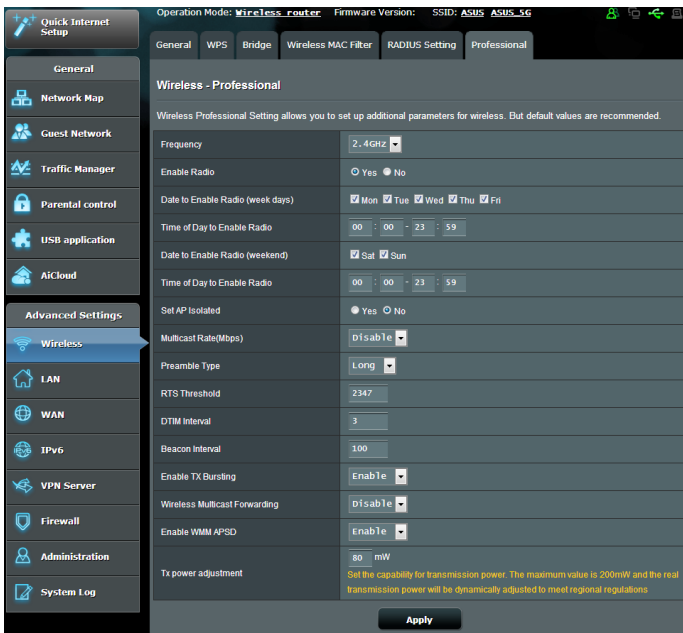 Operation Mode: Wireless router Firmware Version: SSID: ASUS ASUS_5G
Quick Internet
Setup
General WPS Bridge Wireless MAC Filter RADIUS Setting Professional
General
Network Map
Guest Network
Traffic Manager
Parental control
USB application
AiCloud
Advanced Settings
Wireless
LAN
WAN
IPv6
VPN Server
Firewall
Administration
System Log
Wireless - Professional
Wireless Professional Setting allows you to set up additional parameters for wireless. But default values are recommended.
Frequency 2.4GHz
Enable Radio Yes No
Date to Enable Radio (week days) Mon Tue Wed Thu Fri
Time of Day to Enable Radio 00 : 00 - 23 : 59
Date to Enable Radio (weekend) Sat Sun
Time of Day to Enable Radio 00 : 00 - 23 : 59
Set AP Isolated Yes No
Multicast Rate(Mbps) Disable
Preamble Type Long
RTS Threshold 2347
DTIM Interval 3
Beacon Interval 100
Enable TX Bursting Enable
Wireless Multicast Forwarding Disable
Enable WMM APSD Enable
Tx power adjustment 80 mW
Set the capability for transmission power. The maximum value is 200mW and the real
transmission power will be dynamically adjusted to meet regional regulations
Apply